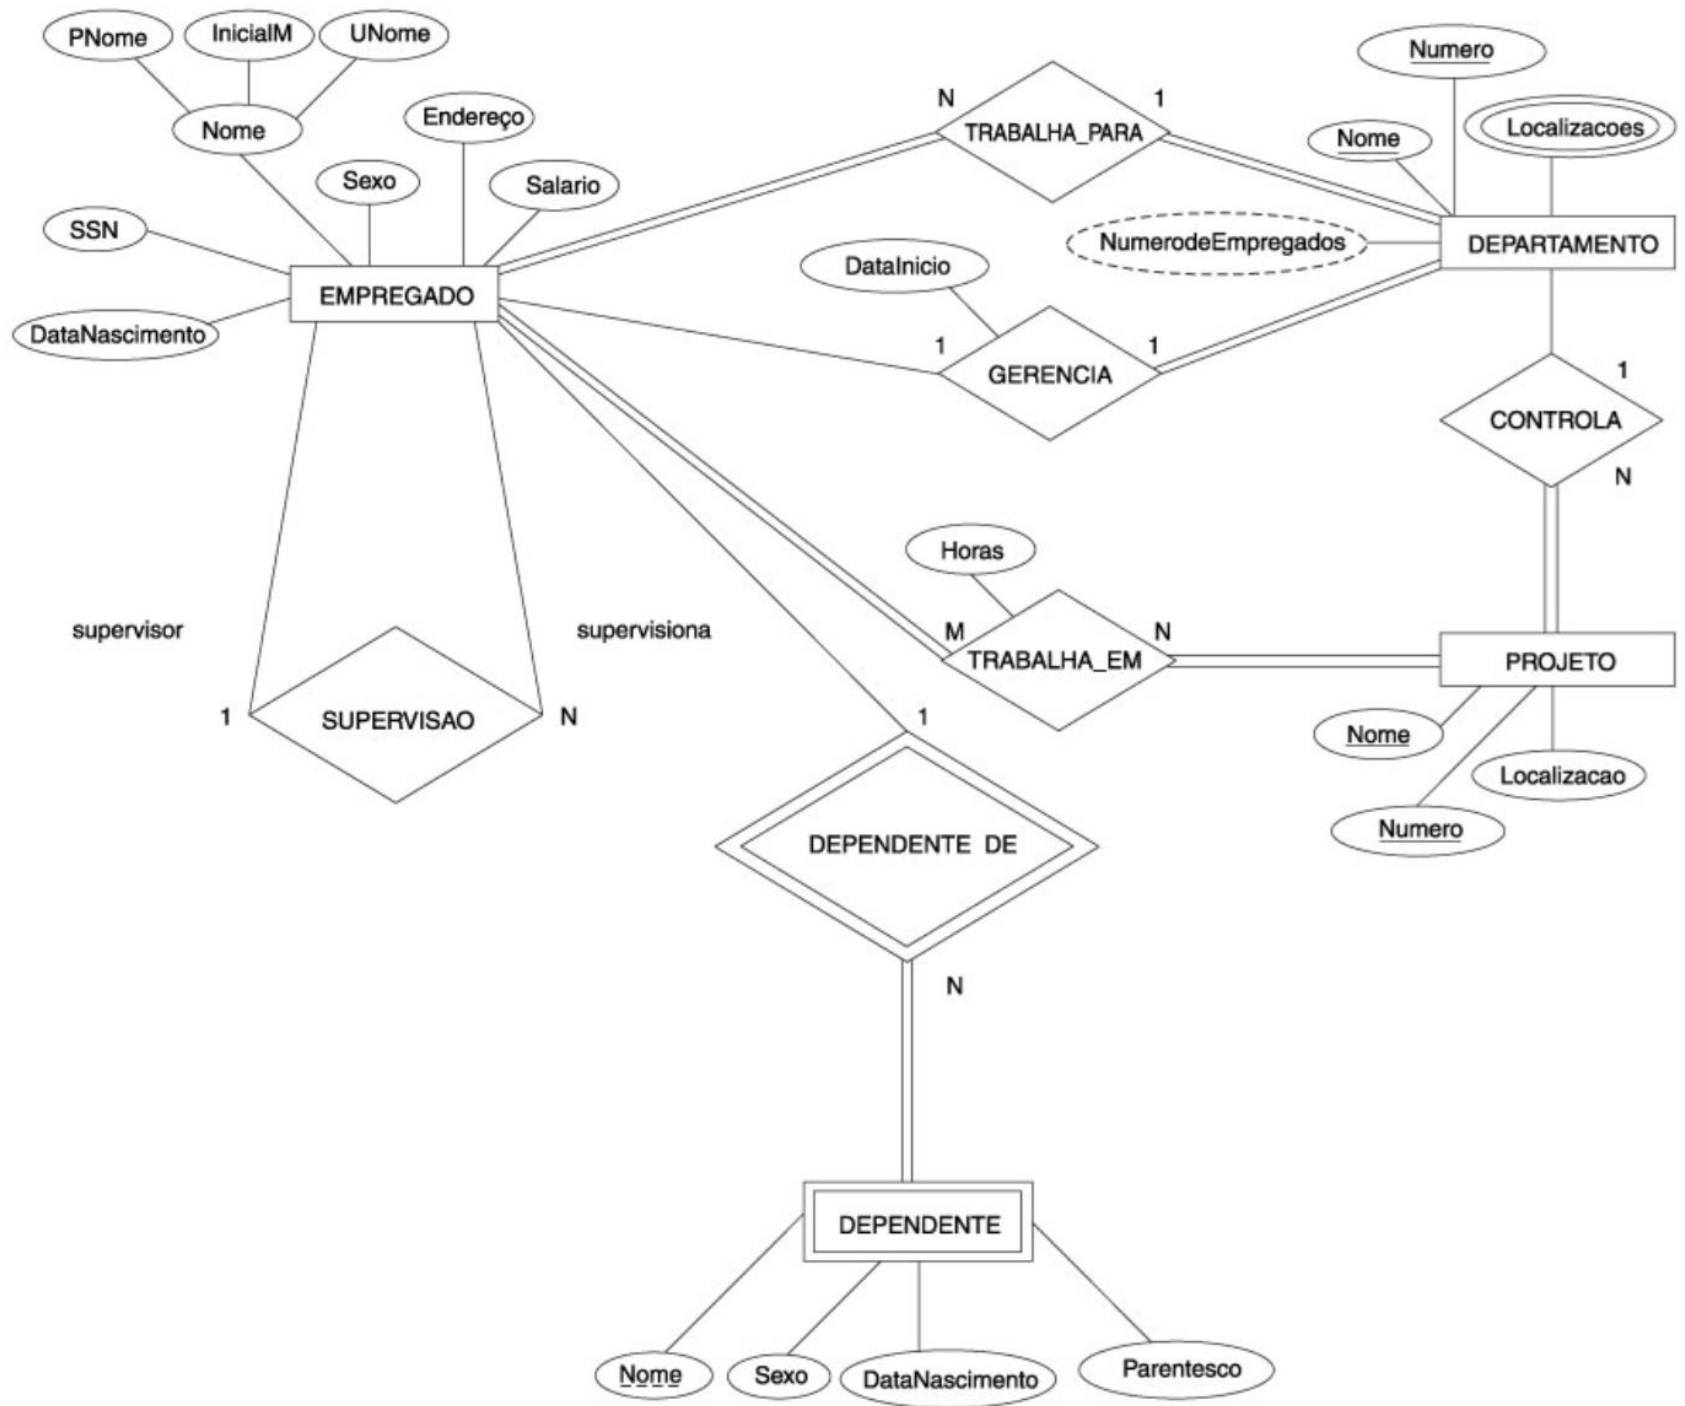 PNome
InicialM
UNome
Nome
Endereço
Sexo
Salario
SSN
EMPREGADO
DataNascimento
N
TRABALHA_PARA
1
Numero
Nome
Localizacoes
NumerodeEmpregados
DEPARTAMENTO
DataInicio
1
GERENCIA
1
1
CONTROLA
N
supervisor
supervisiona
1
SUPERVISAO
N
Horas
M
TRABALHA_EM
N
PROJETO
Nome
Localizacao
Numero
1
DEPENDENTE DE
N
DEPENDENTE
Nome
Sexo
DataNascimento
Parentesco